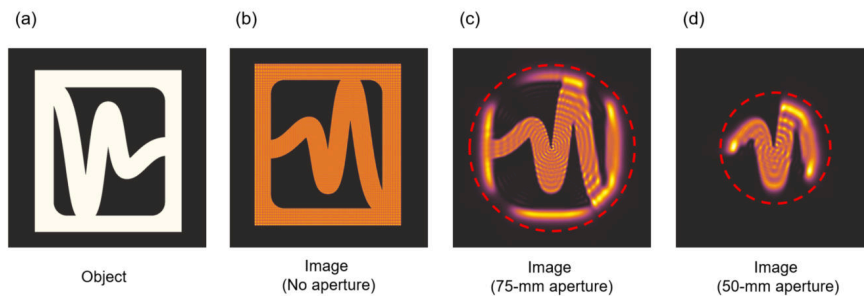 (a)
(b)
(c)
(d)
Object
Image
(No aperture)
Image
(75-mm aperture)
Image
(50-mm aperture)